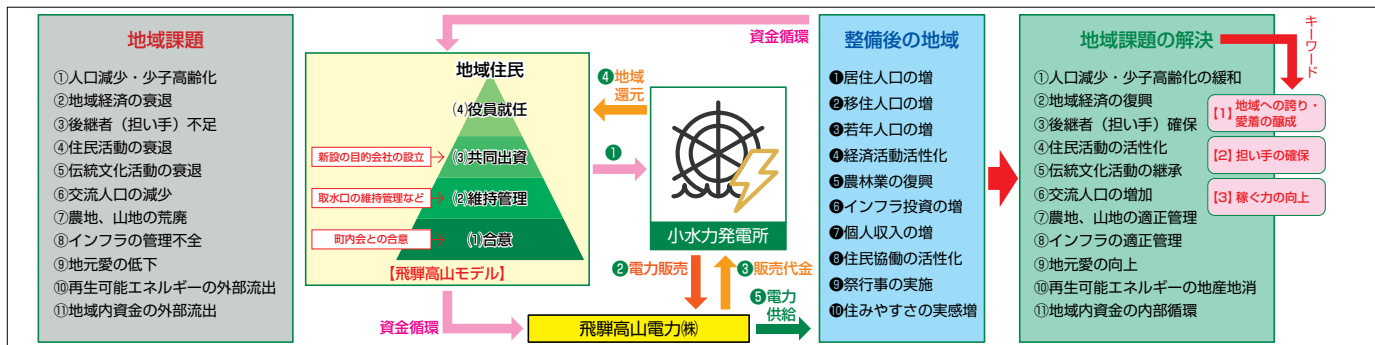 地域課題
①人口減少・少子高齢化
②地域経済の衰退
③後継者（担い手）不足
④住民活動の衰退
⑤伝統文化活動の衰退
⑥交流人口の減少
⑦農地、山地の荒廃
⑧インフラの管理不全
⑨地元愛の低下
⑩再生可能エネルギーの外部流出
⑪地域内資金の外部流出
資金循環
地域住民
⑷役員就任
⑶共同出資
⑵維持管理
⑴合意
新設の目的会社の設立
取水口の維持管理など
町内会との合意
【飛騨高山モデル】
❹地域
還元
❶
小水力発電所
❷電力販売
❸販売代金
❺電力
供給
資金循環
飛騨高山電力㈱
整備後の地域
❶居住人口の増
❷移住人口の増
❸若年人口の増
❹経済活動活性化
❺農林業の復興
❻インフラ投資の増
❼個人収入の増
❽住民協働の活性化
❾祭行事の実施
❿住みやすさの実感増
地域課題の解決
①人口減少・少子高齢化の緩和
②地域経済の復興
③後継者（担い手）確保
④住民活動の活性化
⑤伝統文化活動の継承
⑥交流人口の増加
⑦農地、山地の適正管理
⑧インフラの適正管理
⑨地元愛の向上
⑩再生可能エネルギーの地産地消
⑪地域内資金の内部循環
キーワード
【1】地域への誇り・
愛着の醸成
【2】担い手の確保
【3】稼ぐ力の向上